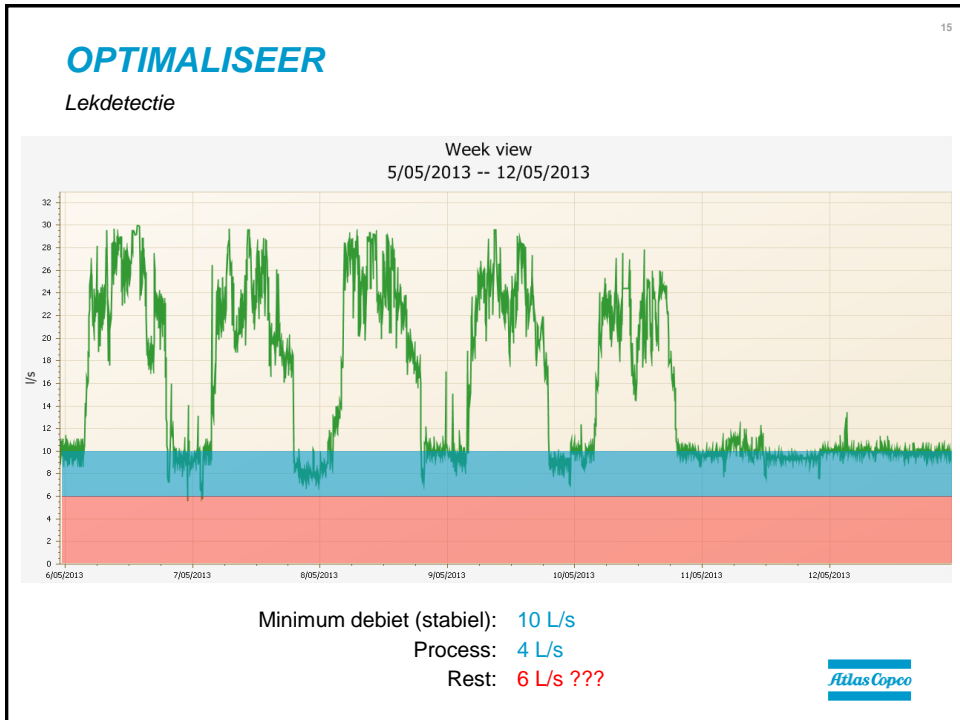 15
OPTIMALISEER
Lekdetectie
Week view
5/05/2013 -- 12/05/2013
32
30
28
26
24
22
20
18
16
14
12
10
8
6
4
2
0
l/s
6/05/2013 7/05/2013 8/05/2013 9/05/2013 10/05/2013 11/05/2013 12/05/2013
Minimum debiet (stabiel): 10 L/s
Process: 4 L/s
Rest: 6 L/s ???
Atlas Copco